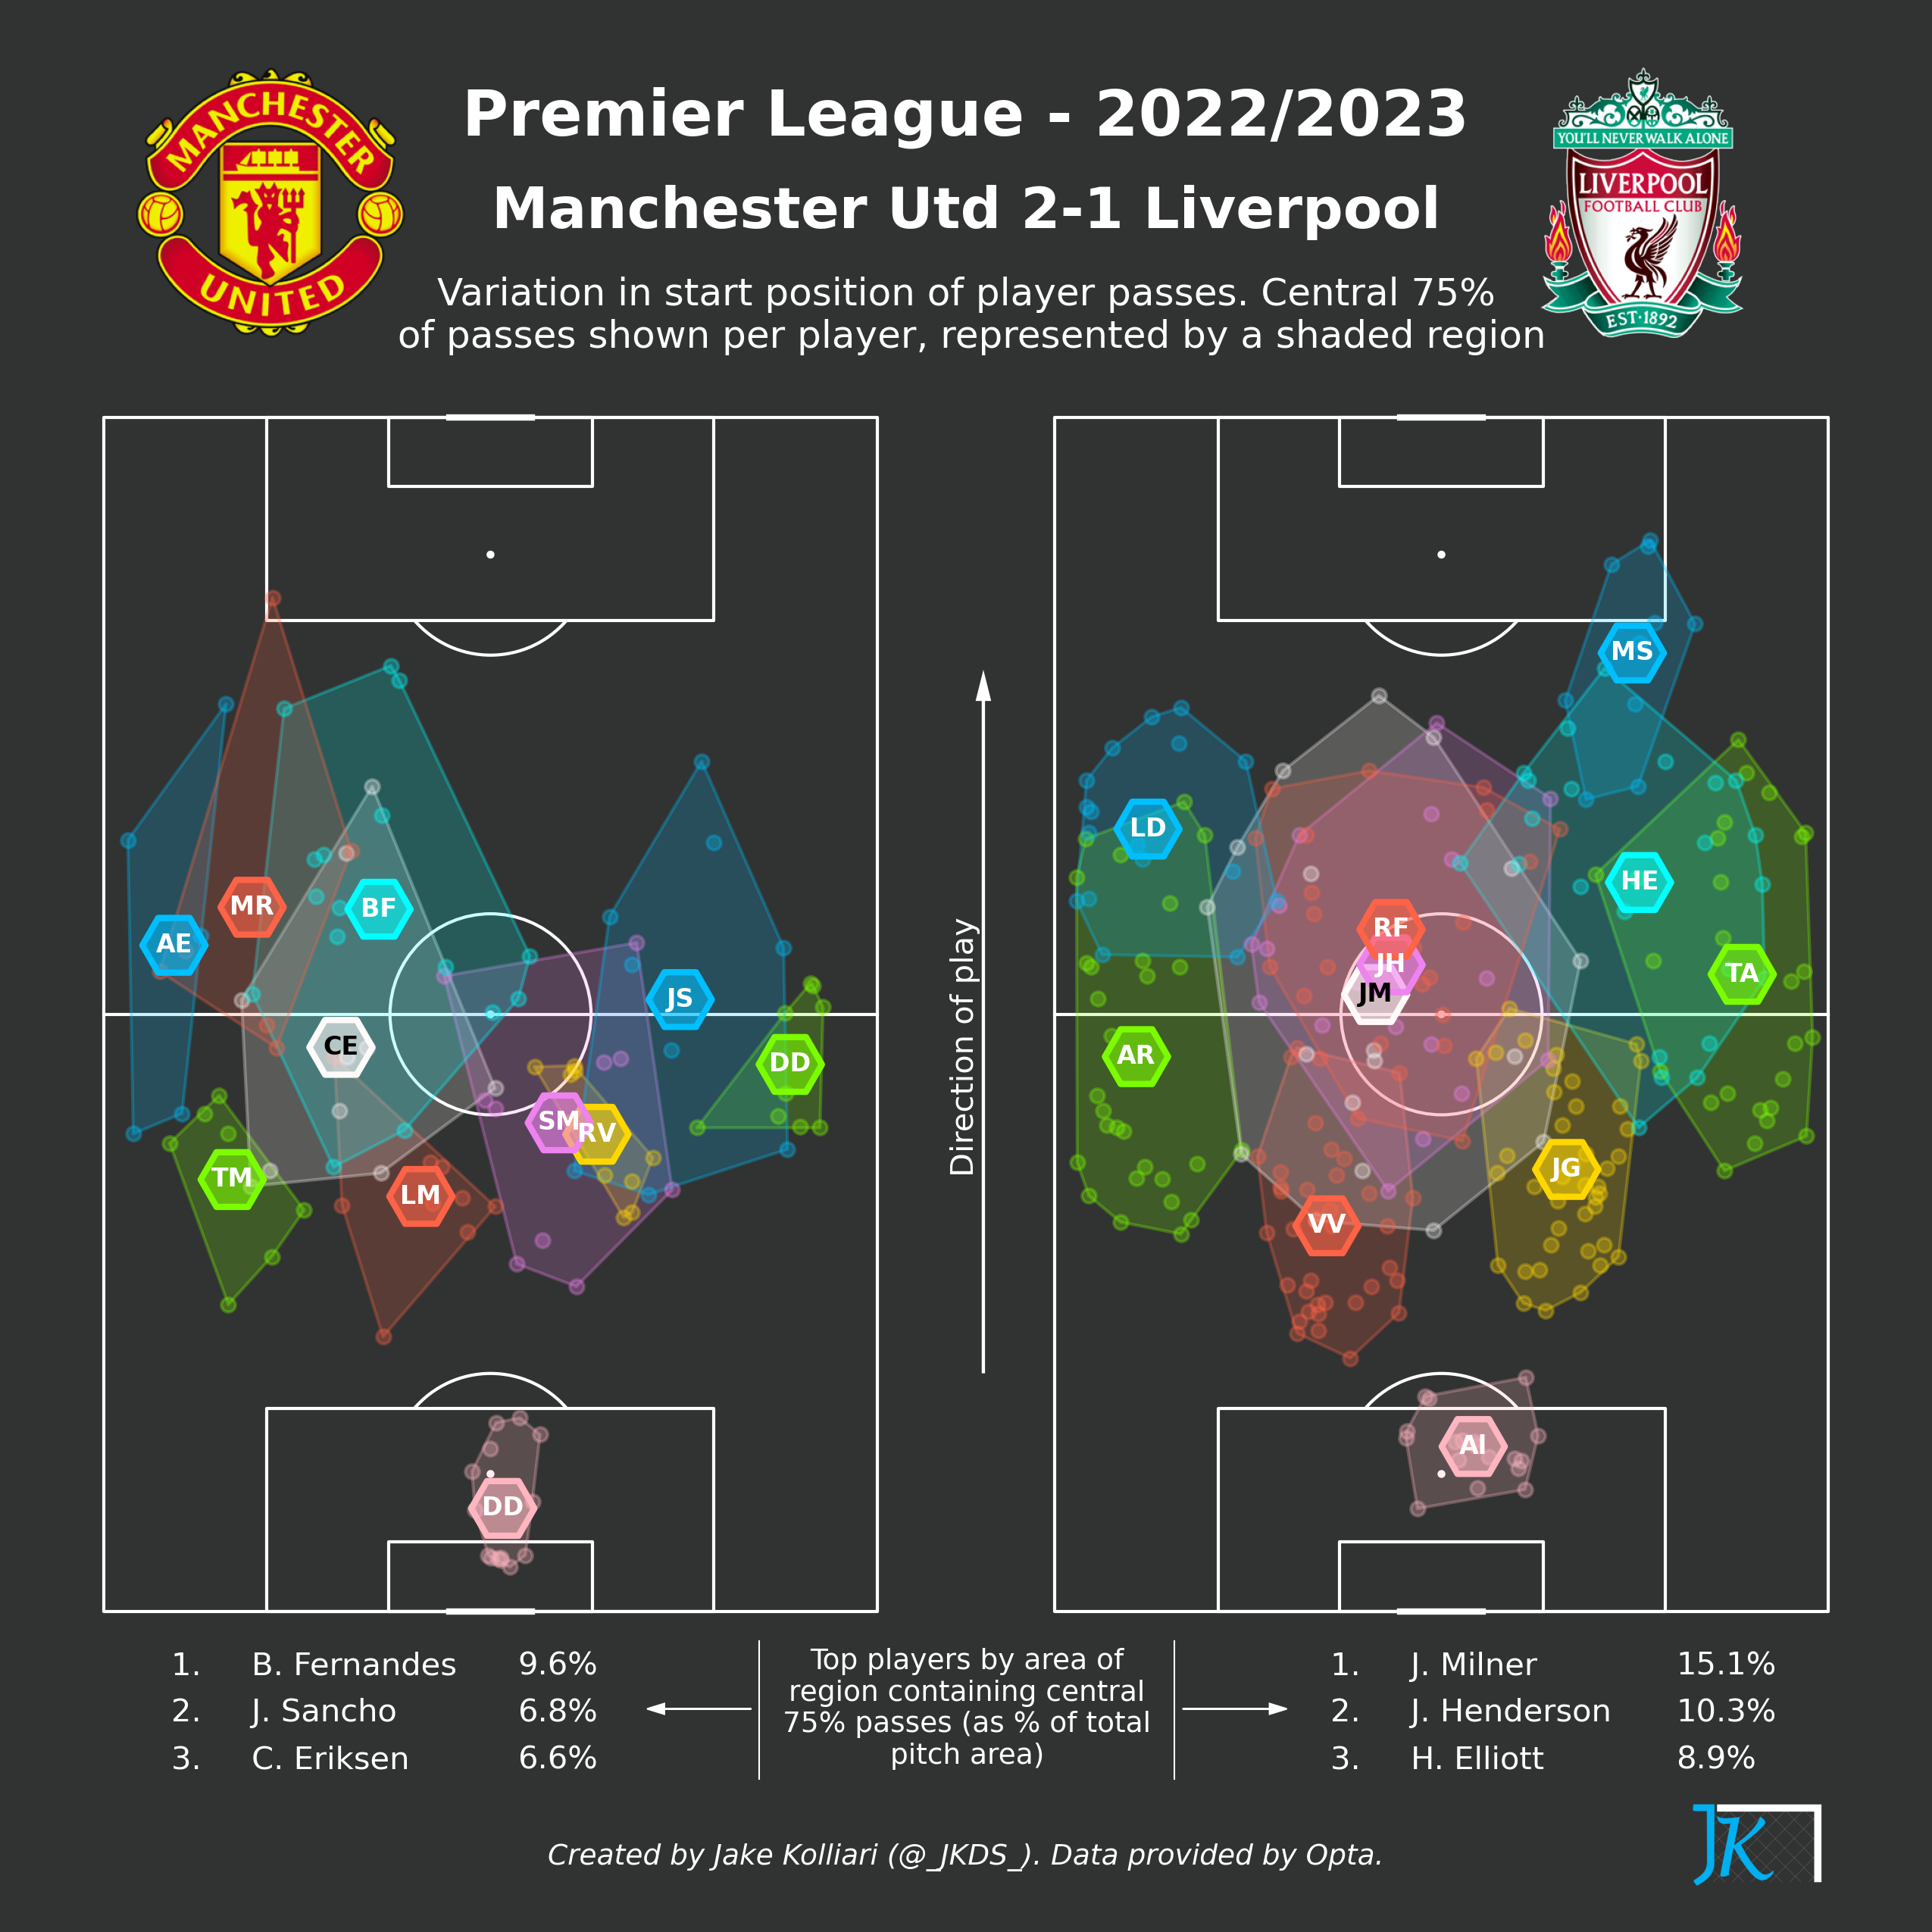 Premier League - 2022/2023
Manchester Utd 2-1 Liverpool
Variation in start position of player passes. Central 75%
of passes shown per player, represented by a shaded region
MANCHESTER
UNITED
YOU'LL NEVER WALK ALONE
LIVERPOOL
FOOTBALL CLUB
EST·1892
MR
BF
AE
JS
CE
DD
SM
RV
TM
LM
DD
Direction of play
MS
LD
HE
RF
JH
TA
JM
AR
JG
VV
AI
1. B. Fernandes 9.6%
2. J. Sancho 6.8%
3. C. Eriksen 6.6%
Top players by area of
region containing central
75% passes (as % of total
pitch area)
1. J. Milner 15.1%
2. J. Henderson 10.3%
3. H. Elliott 8.9%
Created by Jake Kolliari (@_JKDS_). Data provided by Opta.
JK